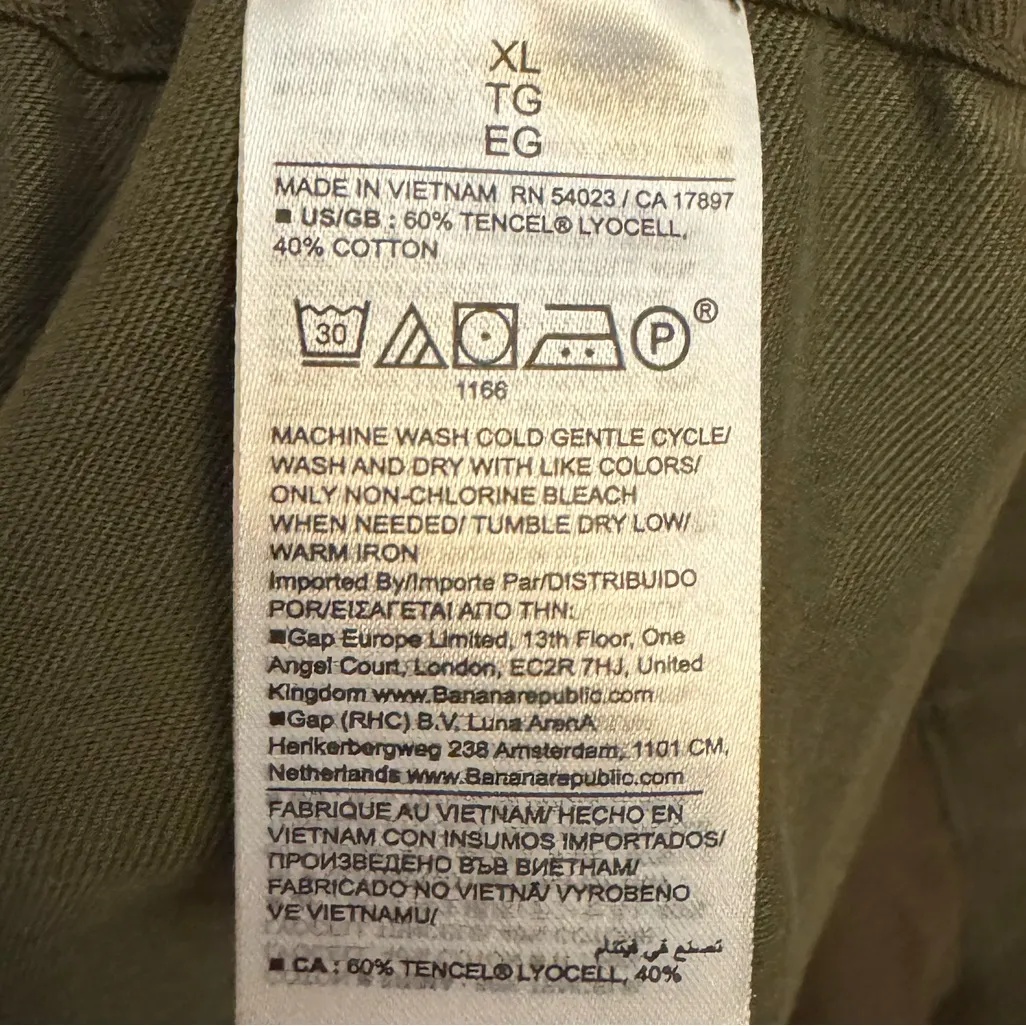 XL
TG
EG
MADE IN VIETNAM RN 54023 / CA 17897
■ US/GB : 60% TENCEL® LYOCELL,
40% COTTON
30 P ®
1166
MACHINE WASH COLD GENTLE CYCLE/
WASH AND DRY WITH LIKE COLORS/
ONLY NON-CHLORINE BLEACH
WHEN NEEDED/ TUMBLE DRY LOW/
WARM IRON
Imported By/Importe Par/DISTRIBUIDO
POR/ΕΙΣΑΓΕΤΑΙ ΑΠΟ ΤΗΝ:
■Gap Europe Limited, 13th Floor, One
Angel Court, London, EC2R 7HJ, United
Kingdom www.Bananarepublic.com
■Gap (RHC) B.V. Luna ArenA
Herikerbergweg 238 Amsterdam, 1101 CM,
Netherlands www.Bananarepublic.com
FABRIQUE AU VIETNAM/ HECHO EN
VIETNAM CON INSUMOS IMPORTADOS/
ПРОИЗВЕДЕНО ВЪВ ВИЕТНАМ/
FABRICADO NO VIETNÃ/ VYROBENO
VE VIETNAMU/
تصنع في فيتنام
■ CA : 60% TENCEL® LYOCELL, 40%